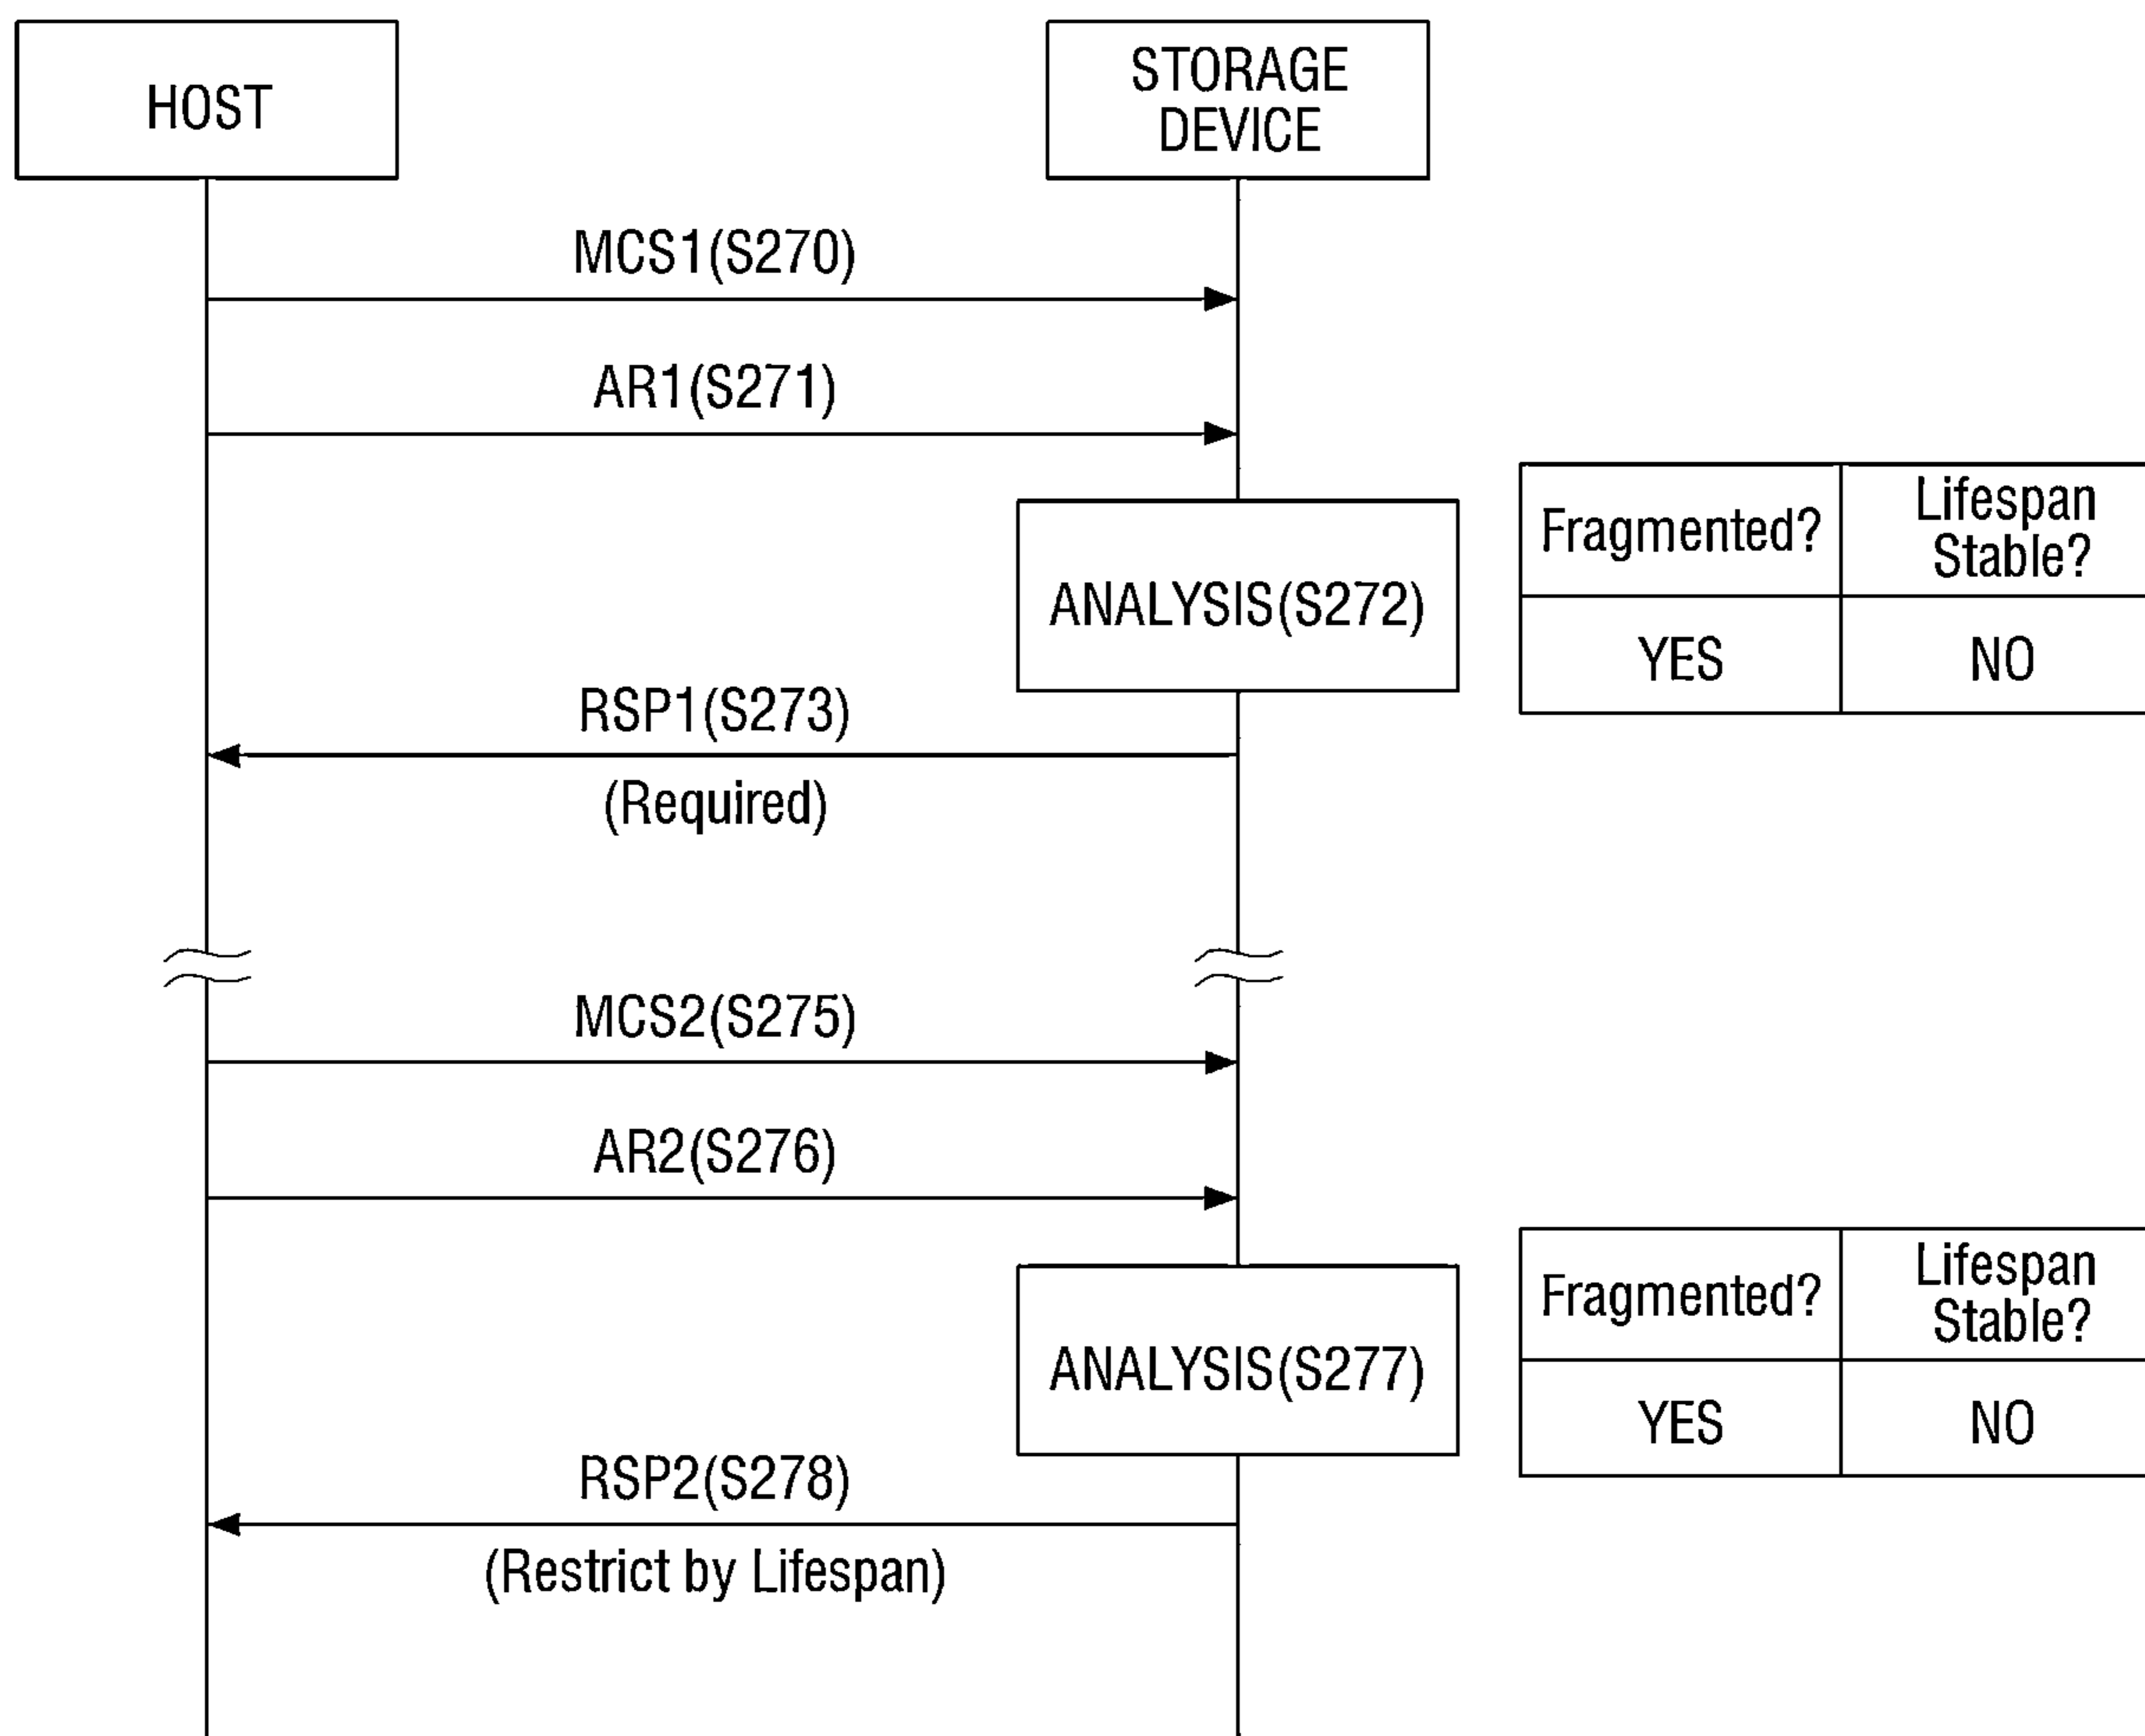 HOST
STORAGE
DEVICE
MCS1(S270)
AR1(S271)
Fragmented?
Lifespan
Stable?
ANALYSIS(S272)
YES
NO
RSP1(S273)
(Required)
MCS2(S275)
AR2(S276)
Fragmented?
Lifespan
Stable?
ANALYSIS(S277)
YES
NO
RSP2(S278)
(Restrict by Lifespan)